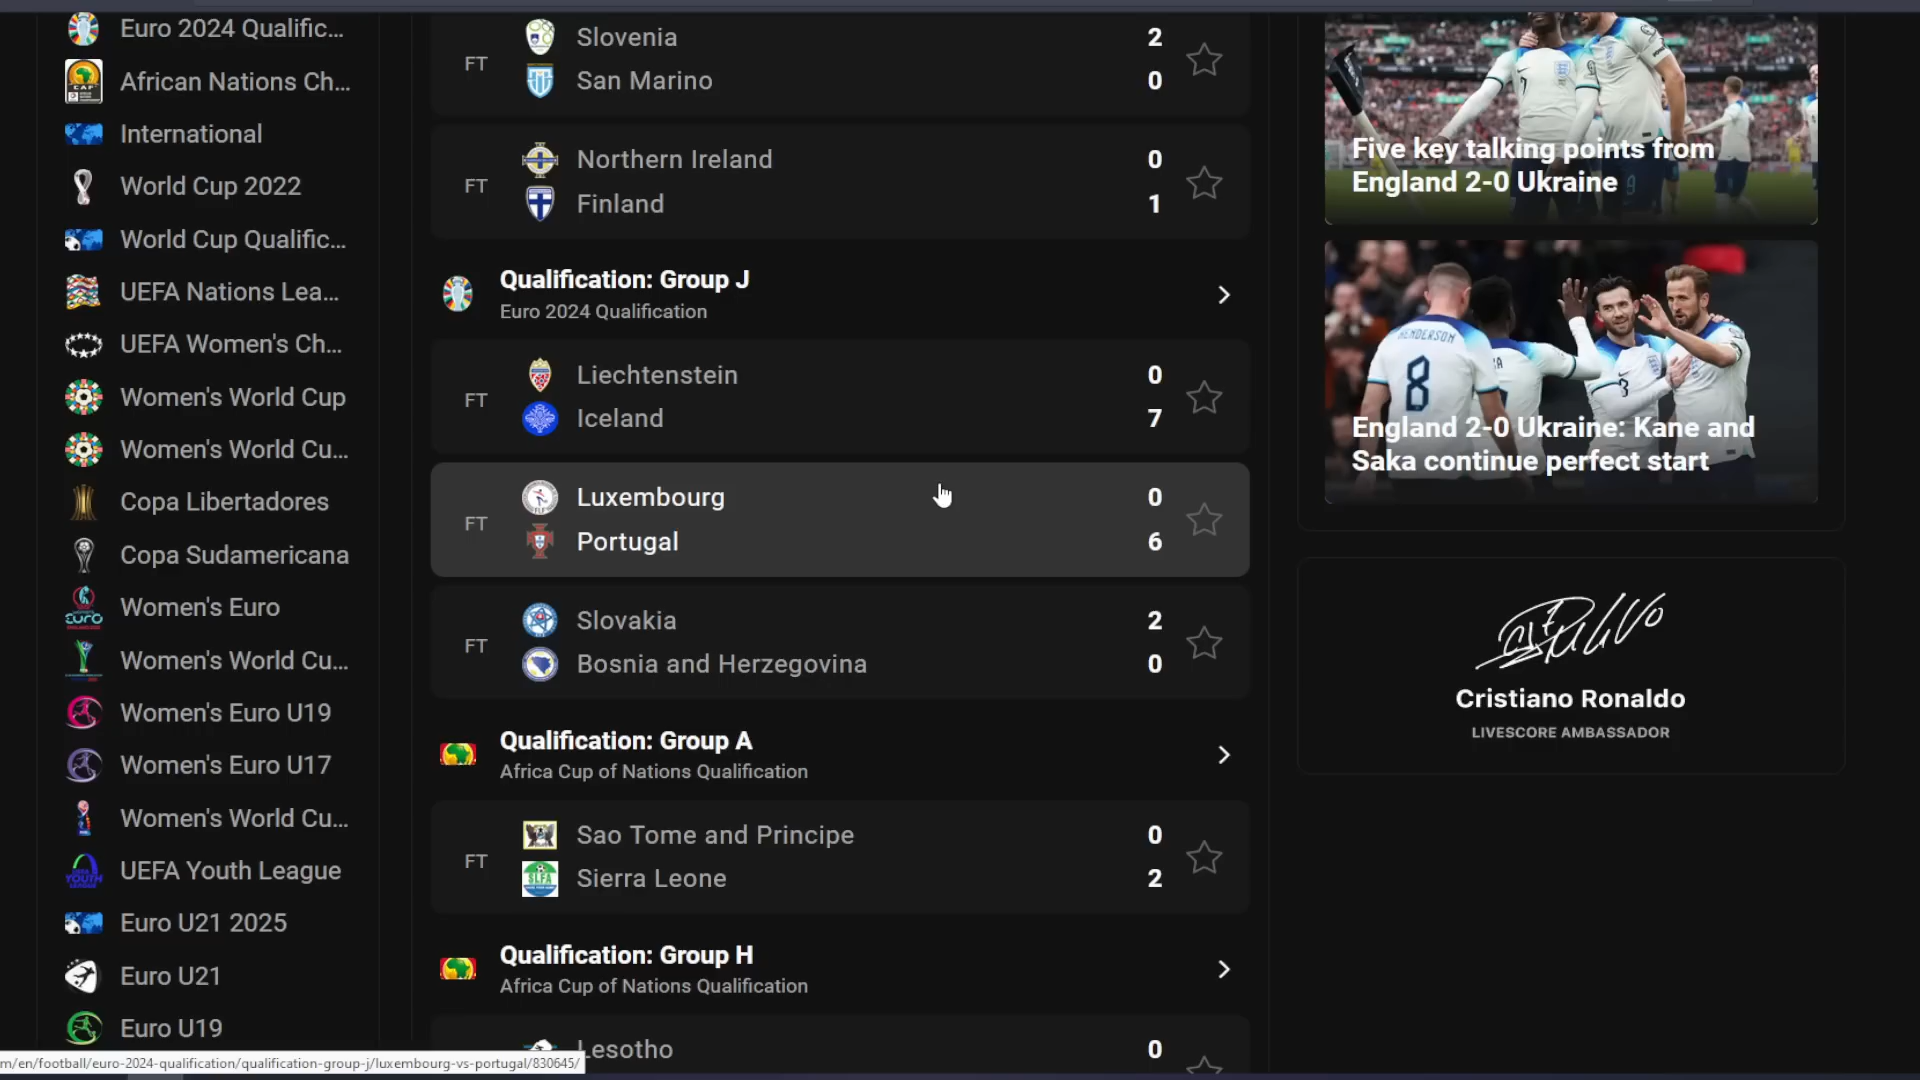 Euro 2024 Qualific...
African Nations Ch...
International
World Cup 2022
World Cup Qualific...
UEFA Nations Lea...
UEFA Women's Ch...
Women's World Cup
Women's World Cu...
Copa Libertadores
Copa Sudamericana
Women's Euro
Women's World Cu...
Women's Euro U19
Women's Euro U17
Women's World Cu...
UEFA Youth League
Euro U21 2025
Euro U21
Euro U19
m/en/football/euro-2024-qualification/qualification-group-j/luxembourg-vs-portugal/830645/
FT
Slovenia 2
San Marino 0
FT
Northern Ireland 0
Finland 1
Qualification: Group J
Euro 2024 Qualification
FT
Liechtenstein 0
Iceland 7
FT
Luxembourg 0
Portugal 6
FT
Slovakia 2
Bosnia and Herzegovina 0
Qualification: Group A
Africa Cup of Nations Qualification
FT
Sao Tome and Principe 0
Sierra Leone 2
Qualification: Group H
Africa Cup of Nations Qualification
Lesotho 0
7
9
Five key talking points from
England 2-0 Ukraine
HENDERSON
8
3
England 2-0 Ukraine: Kane and
Saka continue perfect start
Cristiano Ronaldo
LIVESCORE AMBASSADOR